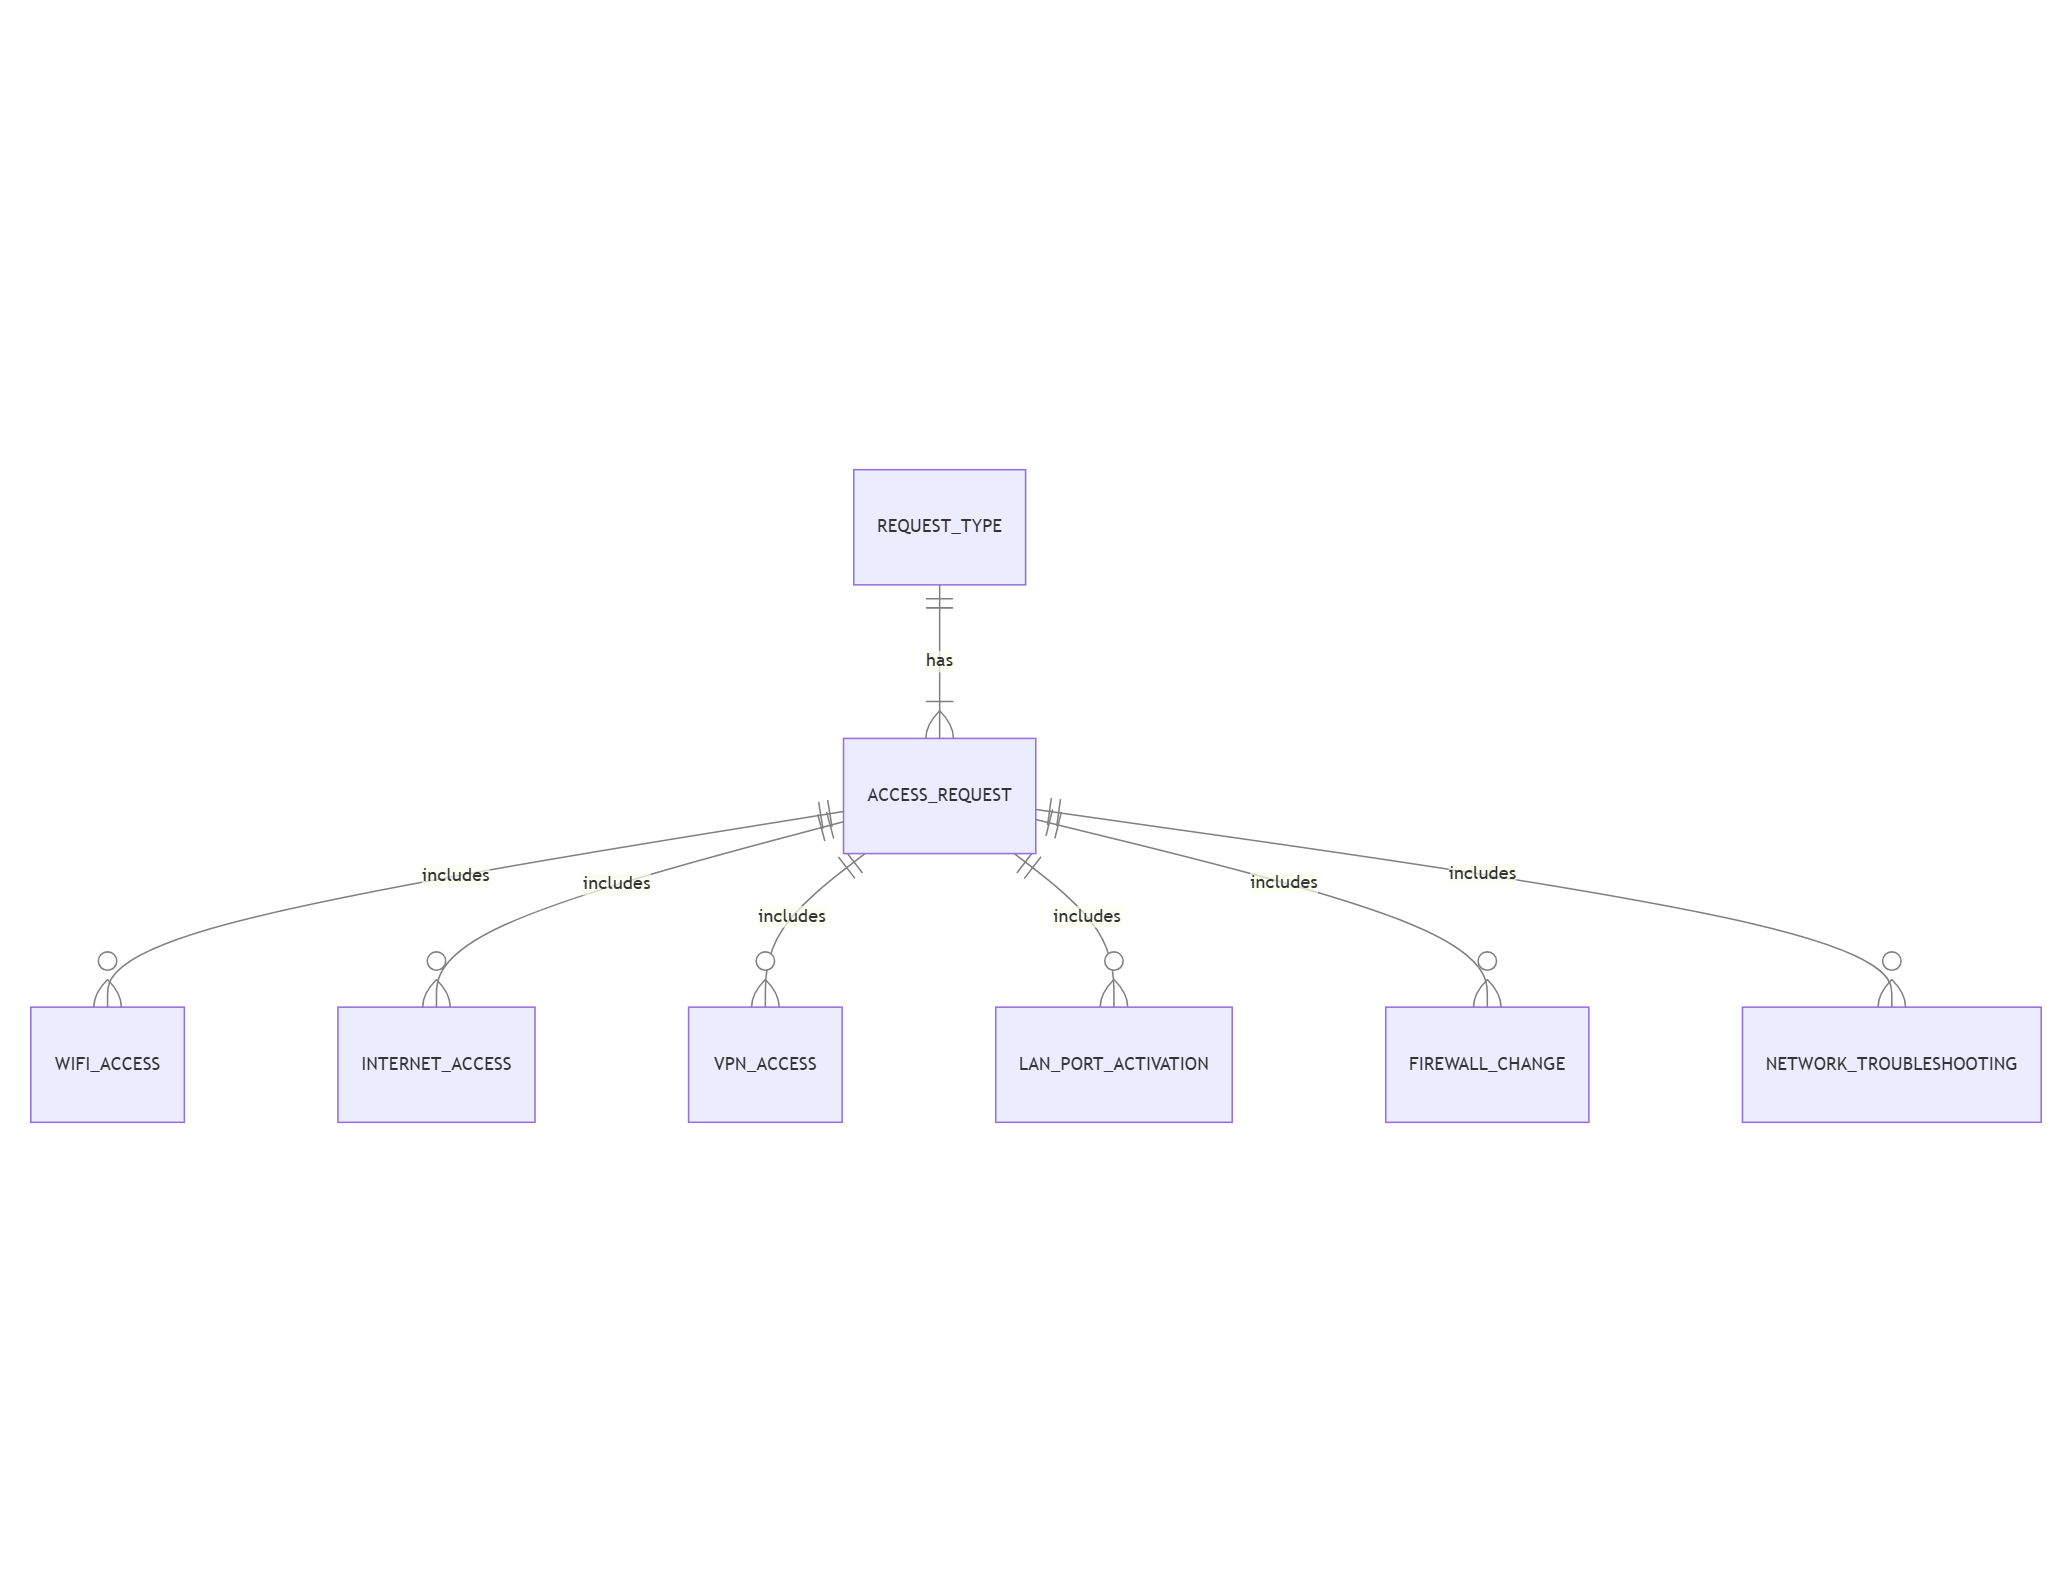 REQUEST_TYPE
has
ACCESS_REQUEST
includes
includes
includes
includes
includes
includes
WIFI_ACCESS
INTERNET_ACCESS
VPN_ACCESS
LAN_PORT_ACTIVATION
FIREWALL_CHANGE
NETWORK_TROUBLESHOOTING